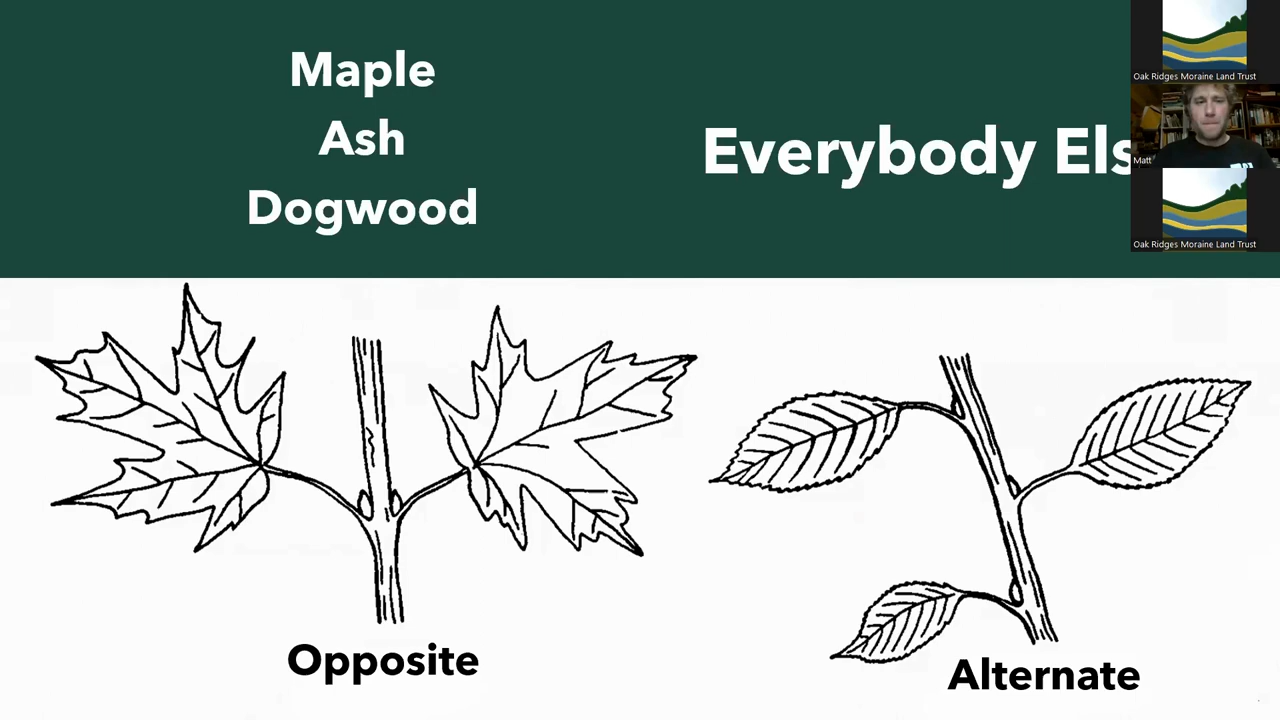 Maple
Ash
Dogwood
Everybody Els
Opposite
Alternate
Oak Ridges Moraine Land Trust
Matt
Oak Ridges Moraine Land Trust